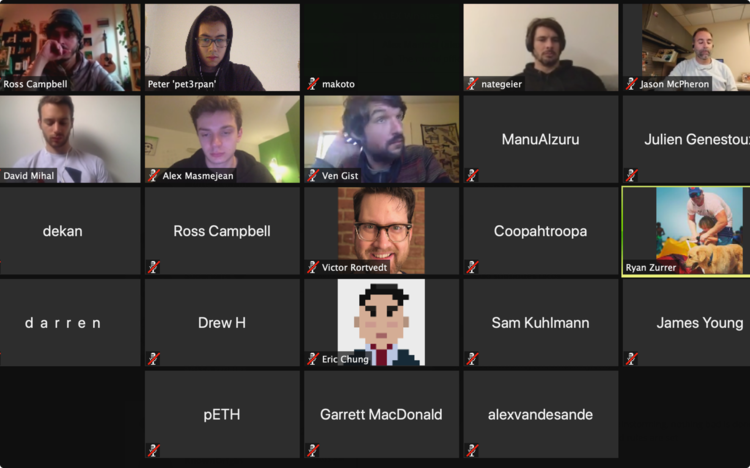 Ross Campbell
Peter 'pet3rpan'
makoto
nategeier
Jason McPheron
David Mihal
Alex Masmejean
Ven Gist
ManuAlzuru
Julien Genestou
dekan
Ross Campbell
Victor Rortvedt
Coopahtroopa
Ryan Zurrer
d a r r e n
Drew H
Eric Chung
Sam Kuhlmann
James Young
pETH
Garrett MacDonald
alexvandesande